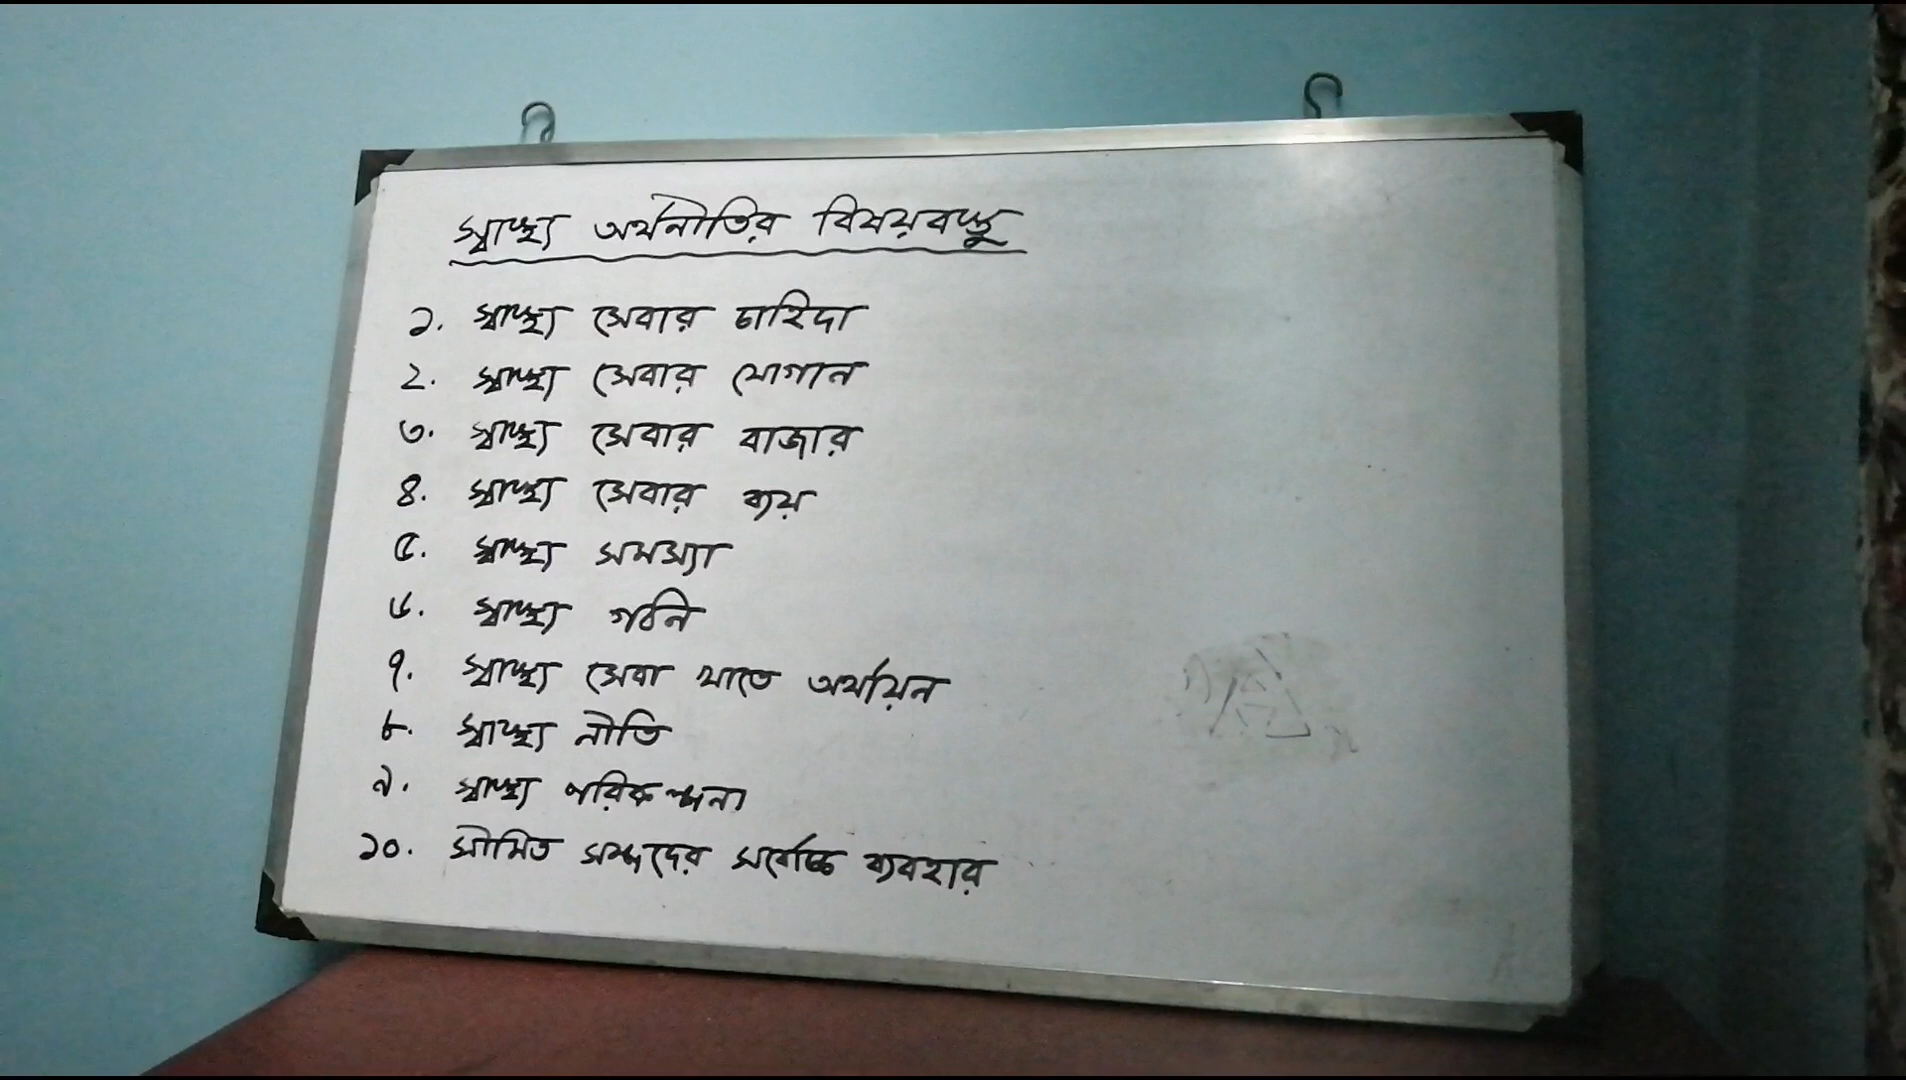 স্বাস্থ্য অর্থনীতির বিষয়বস্তু
১. স্বাস্থ্য সেবার চাহিদা
২. স্বাস্থ্য সেবার যোগান
৩. স্বাস্থ্য সেবার বাজার
৪. স্বাস্থ্য সেবার ব্যয়
৫. স্বাস্থ্য সমস্যা
৬. স্বাস্থ্য গঠন
৭. স্বাস্থ্য সেবা খাতে অর্থায়ন
৮. স্বাস্থ্য নীতি
৯. স্বাস্থ্য পরিকল্পনা
১০. সীমিত সম্পদের সর্বোচ্চ ব্যবহার